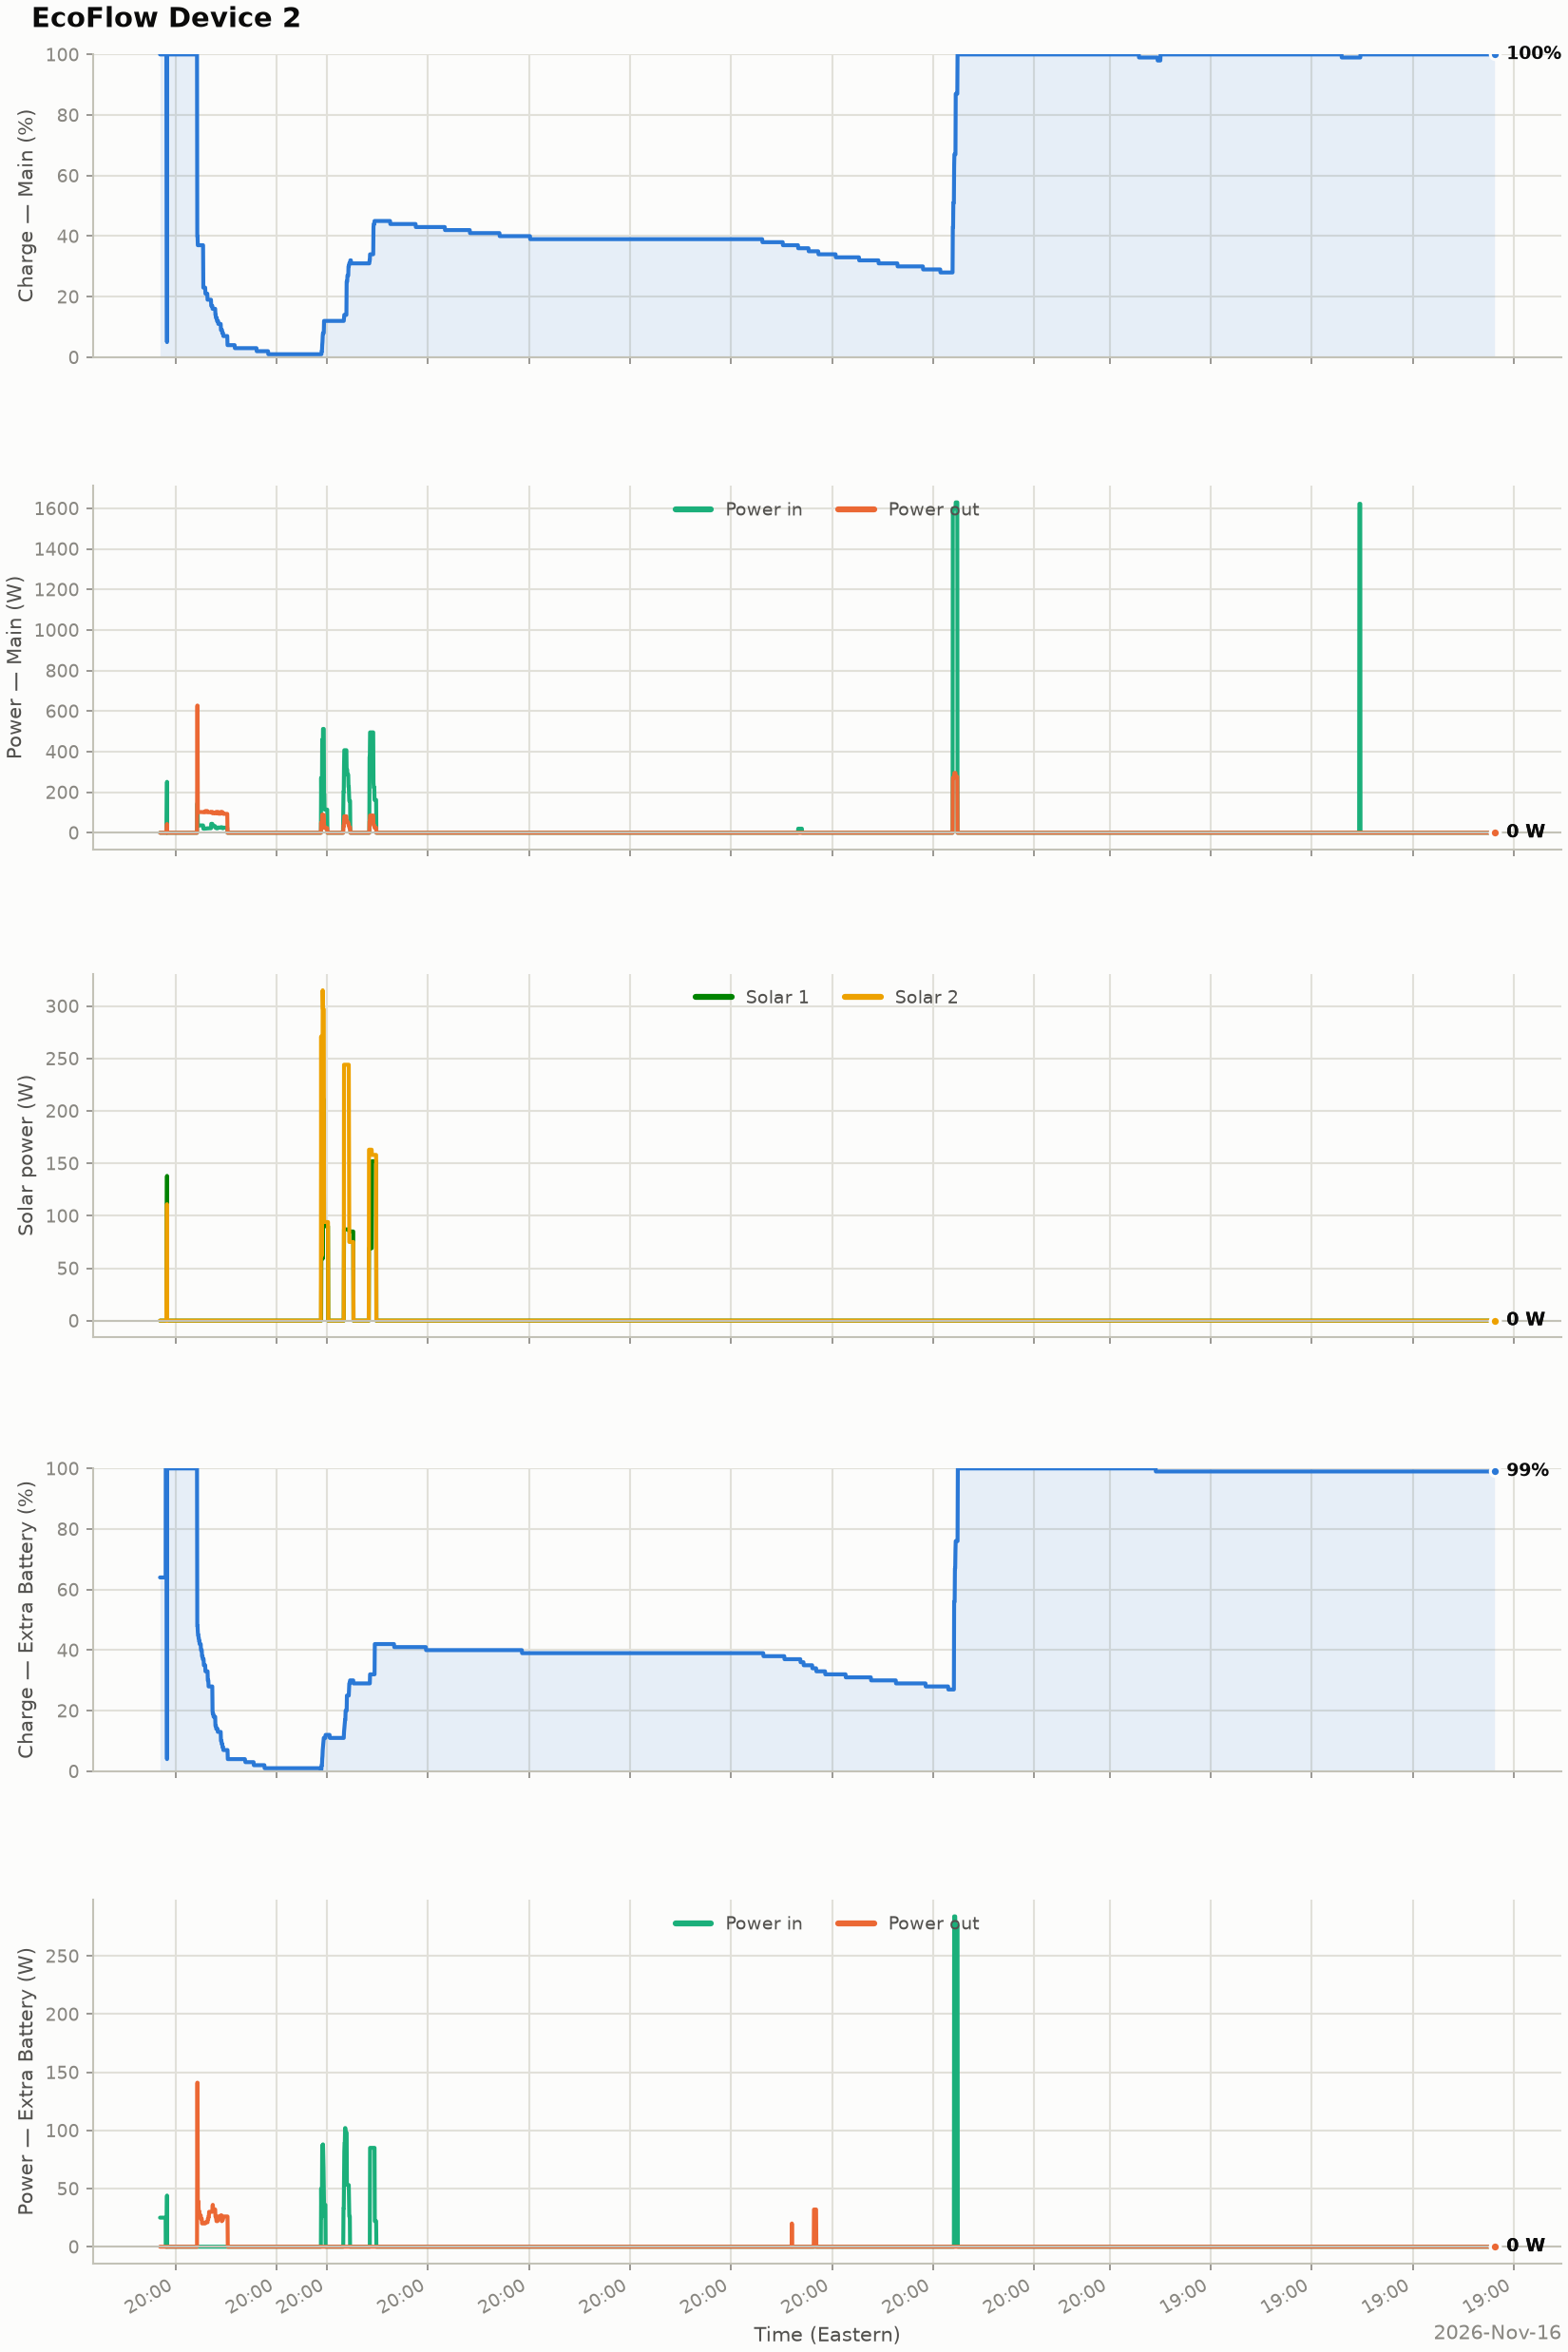 EcoFlow Device 2
Charge — Main (%)
100
80
60
40
20
0
100%
Power — Main (W)
1600
1400
1200
1000
800
600
400
200
0
Power in
Power out
0 W
Solar power (W)
300
250
200
150
100
50
0
Solar 1
Solar 2
0 W
Charge — Extra Battery (%)
100
80
60
40
20
0
99%
Power — Extra Battery (W)
250
200
150
100
50
0
Power in
Power out
0 W
20:00 20:00 20:00 20:00 20:00 20:00 20:00 20:00 20:00 20:00 20:00 19:00 19:00 19:00 19:00
Time (Eastern)
2026-Nov-16